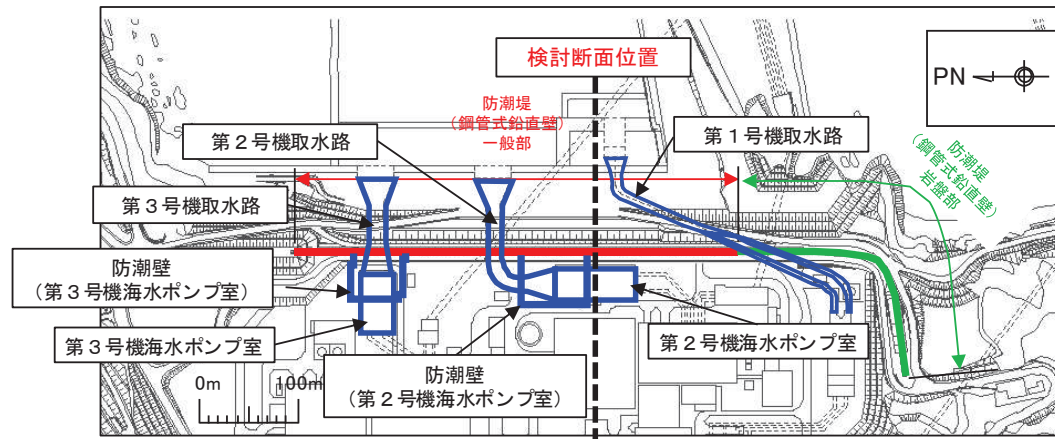 検討断面位置
PN
防潮堤
（鋼管式鉛直壁）
一般部
第２号機取水路
第１号機取水路
防潮堤
（鋼管式鉛直壁）
岩盤部
第３号機取水路
防潮壁
（第３号機海水ポンプ室）
第３号機海水ポンプ室
第２号機海水ポンプ室
防潮壁
（第２号機海水ポンプ室）
0m 100m